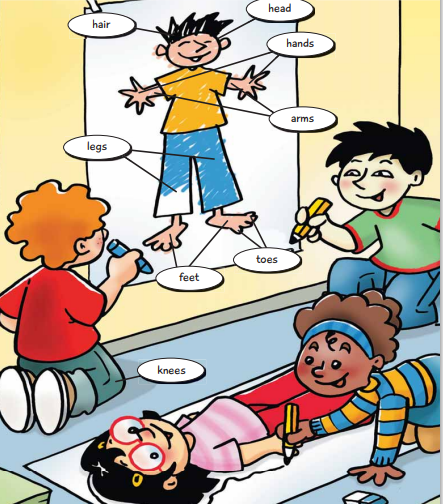 head
hair
hands
arms
legs
toes
feet
knees